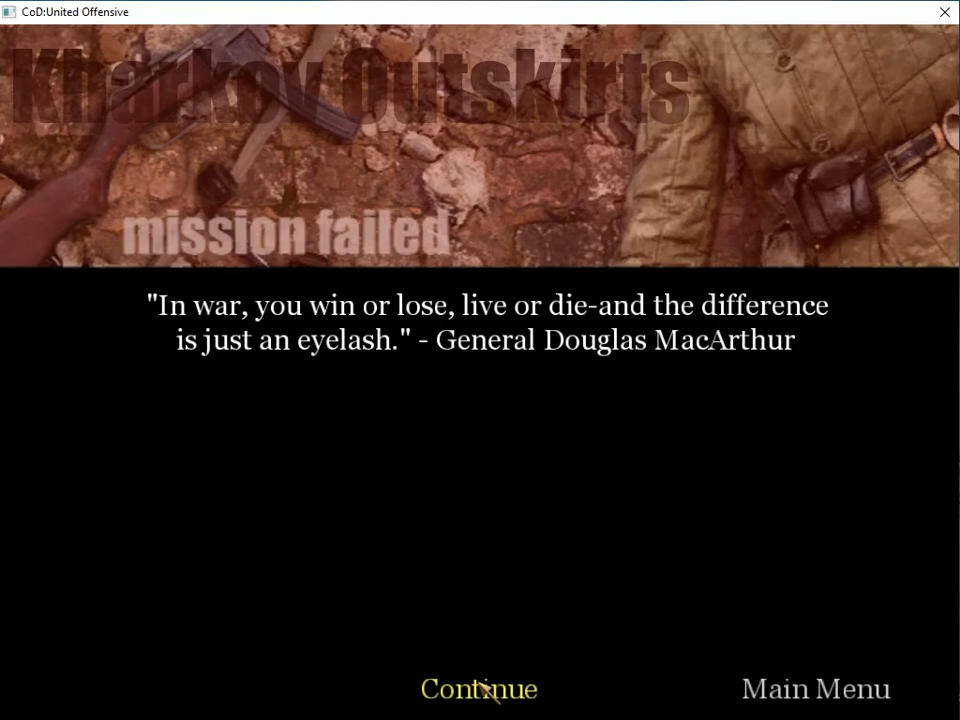 CoD:United Offensive
Kharkov Outskirts
mission failed
"In war, you win or lose, live or die-and the difference
is just an eyelash." - General Douglas MacArthur
Continue
Main Menu